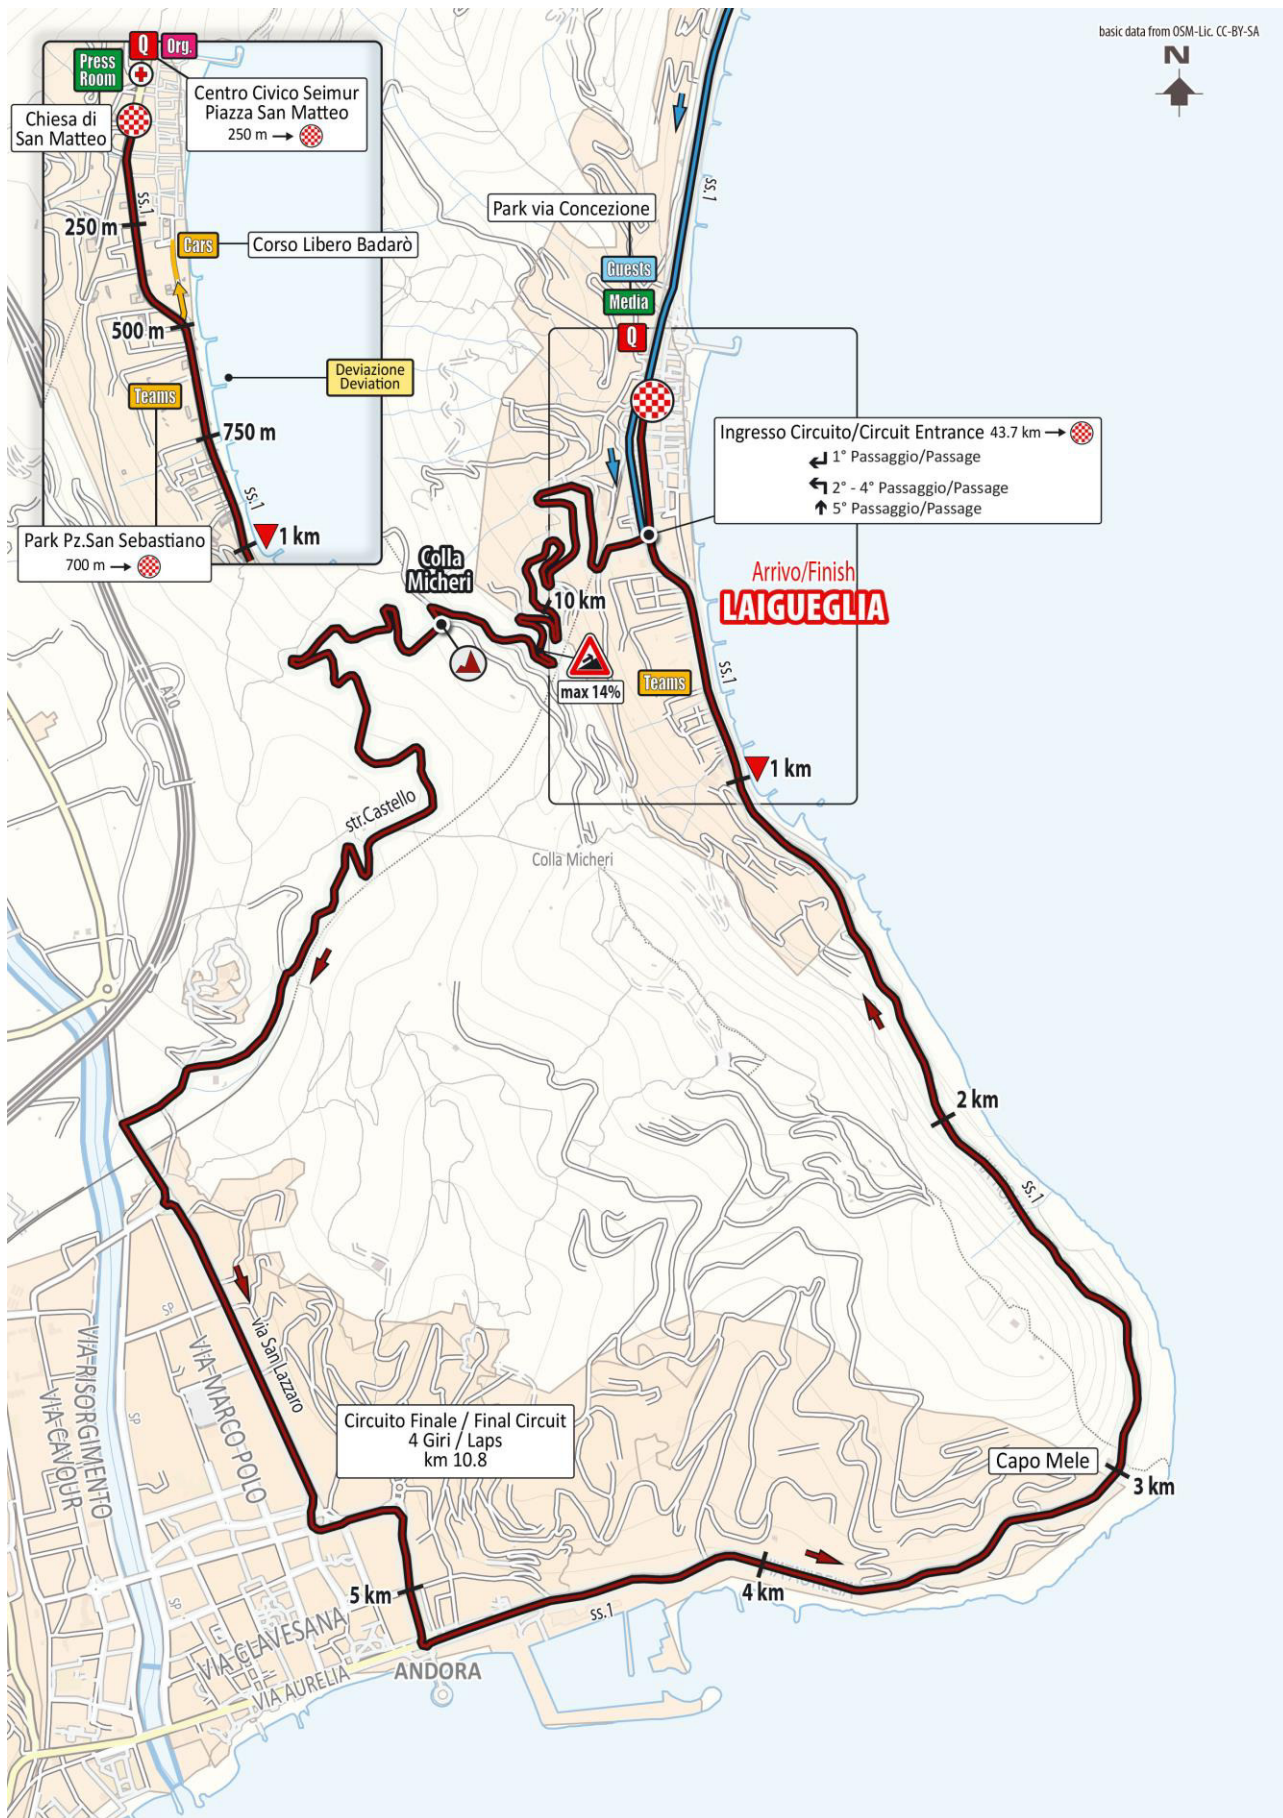 basic data from OSM-Lic. CC-BY-SA
N
Q
Org.
Press
Room
Chiesa di
San Matteo
Centro Civico Seimur
Piazza San Matteo
250 m →
ss.1
250 m
Cars
Corso Libero Badarò
500 m
Deviazione
Deviation
Teams
750 m
ss.1
Park Pz.San Sebastiano
700 m →
1 km
ss.1
Park via Concezione
Guests
Media
Q
Ingresso Circuito/Circuit Entrance 43.7 km →
1° Passaggio/Passage
2° - 4° Passaggio/Passage
5° Passaggio/Passage
Colla
Micheri
10 km
Arrivo/Finish
LAIGUEGLIA
max 14%
Teams
ss.1
A10
1 km
str.Castello
Colla Micheri
2 km
ss.1
SP
VIA RISORGIMENTO
VIA CAVOUR
VIA MARCO POLO
via San Lazzaro
SP
SP
Circuito Finale / Final Circuit
4 Giri / Laps
km 10.8
Capo Mele
3 km
VIA AURELIA
4 km
5 km
ss.1
VIA CLAVESANA
VIA AURELIA
ANDORA